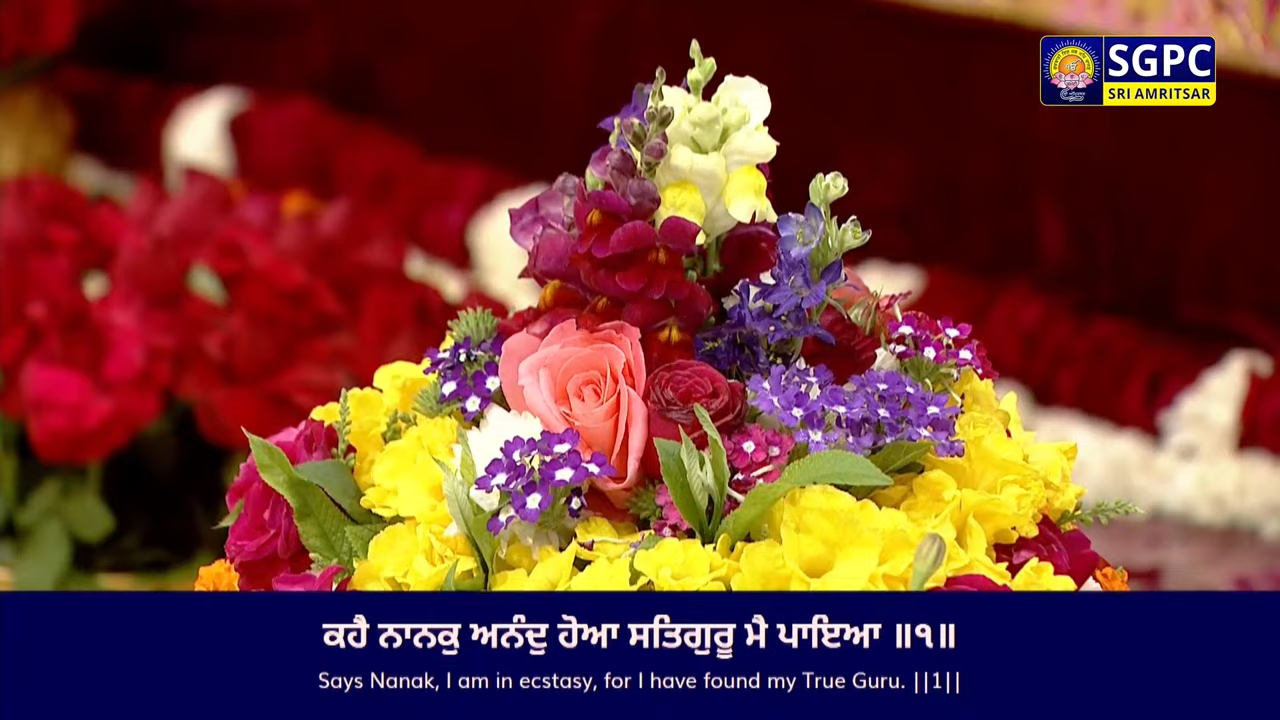 SGPC
SRI AMRITSAR
ਕਹੈ ਨਾਨਕੁ ਅਨੰਦੁ ਹੋਆ ਸਤਿਗੁਰੂ ਮੈ ਪਾਇਆ ॥੧॥
Says Nanak, I am in ecstasy, for I have found my True Guru. ||1||